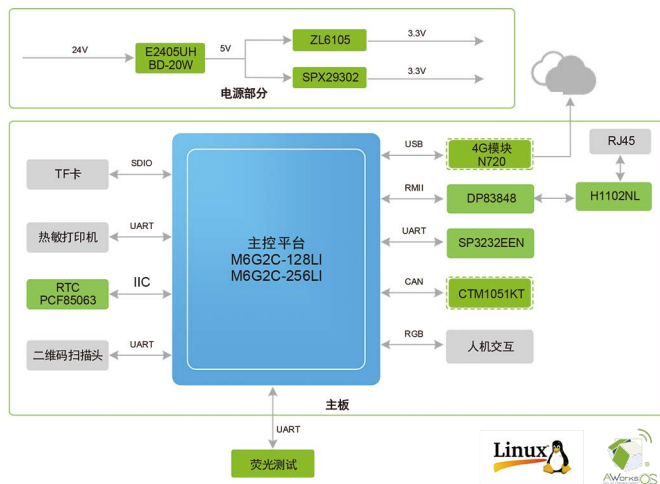 24V
E2405UH
BD-20W
5V
ZL6105
3.3V
SPX29302
3.3V
电源部分
TF卡
SDIO
热敏打印机
UART
RTC
PCF85063
IIC
二维码扫描头
UART
主控平台
M6G2C-128LI
M6G2C-256LI
USB
4G模块
N720
RJ45
RMII
DP83848
H1102NL
UART
SP3232EEN
CAN
CTM1051KT
RGB
人机交互
主板
UART
荧光测试
Linux
AWorksOS